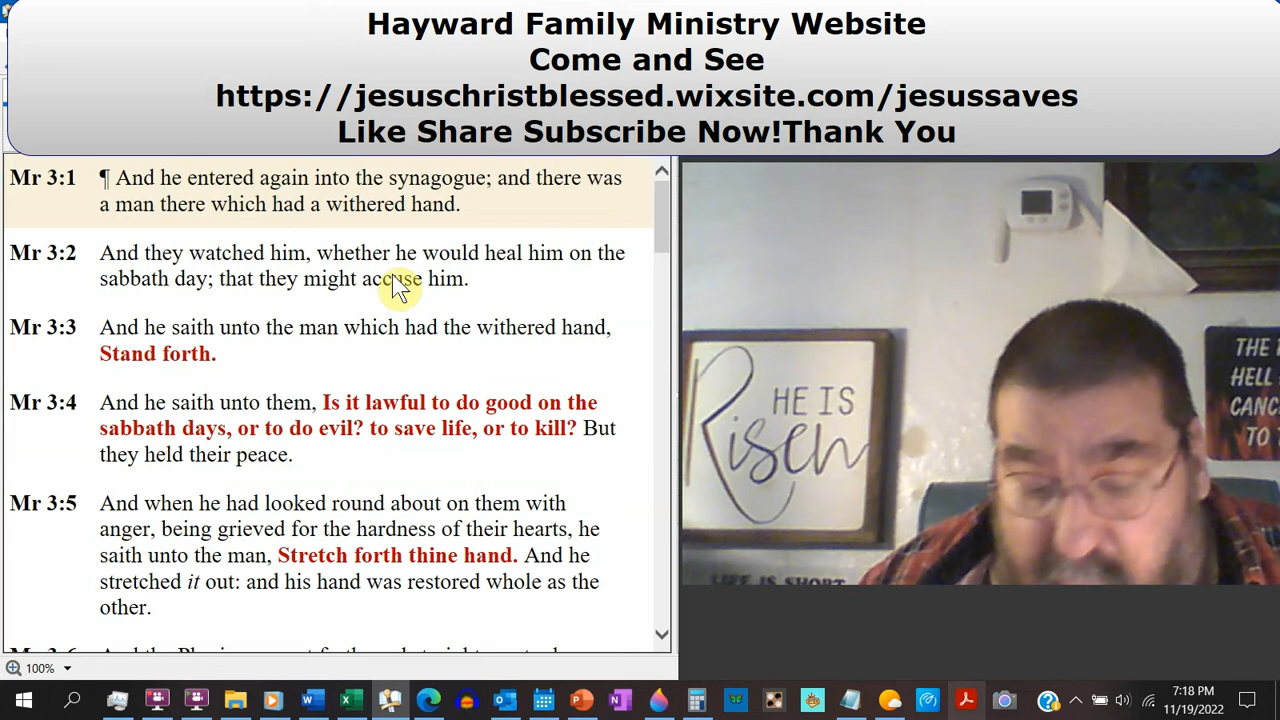 Hayward Family Ministry Website
Come and See
https://jesuschristblessed.wixsite.com/jesussaves
Like Share Subscribe Now!Thank You
Mr 3:1 ¶ And he entered again into the synagogue; and there was
a man there which had a withered hand.
Mr 3:2 And they watched him, whether he would heal him on the
sabbath day; that they might accuse him.
Mr 3:3 And he saith unto the man which had the withered hand,
Stand forth.
Mr 3:4 And he saith unto them, Is it lawful to do good on the
sabbath days, or to do evil? to save life, or to kill? But
they held their peace.
Mr 3:5 And when he had looked round about on them with
anger, being grieved for the hardness of their hearts, he
saith unto the man, Stretch forth thine hand. And he
stretched it out: and his hand was restored whole as the
other.
HE IS
Risen
THE
HELL
CANC
TO
LIFE IS SHORT
100%
7:18 PM
11/19/2022